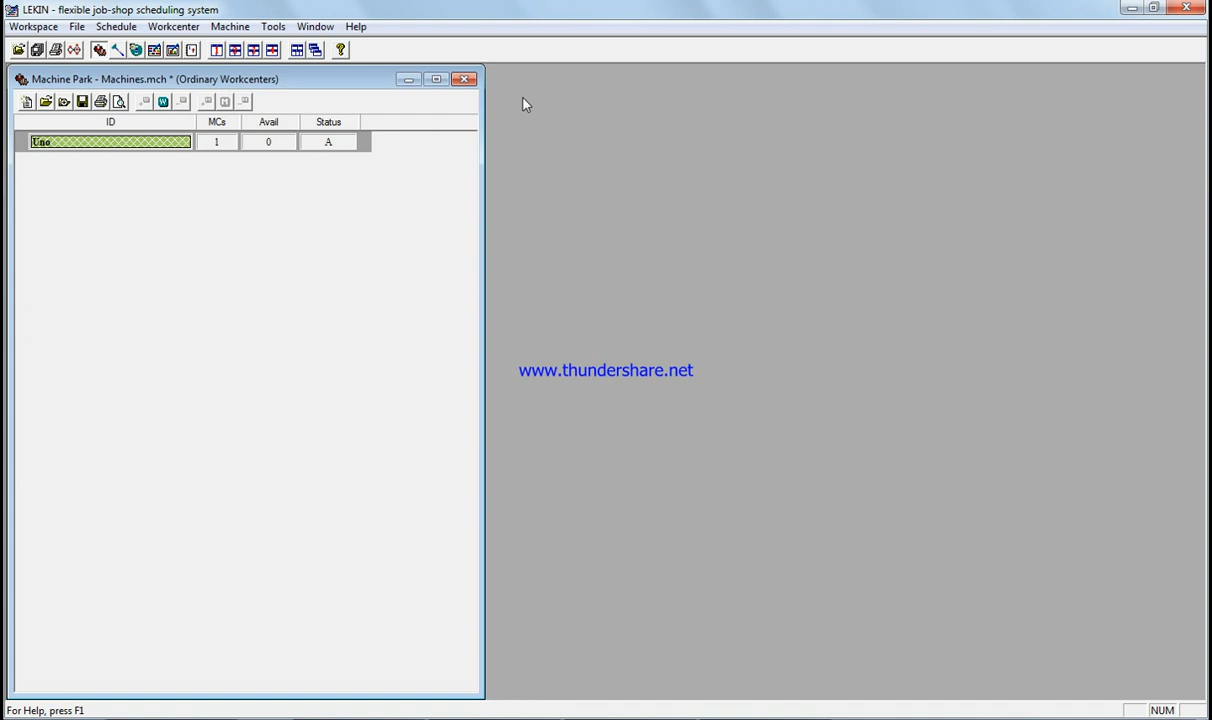 LEKIN - flexible job-shop scheduling system
Workspace File Schedule Workcenter Machine Tools Window Help
Machine Park - Machines.mch * (Ordinary Workcenters)
W
ID MCs Avail Status
Uno 1 0 A
www.thundershare.net
For Help, press F1 NUM